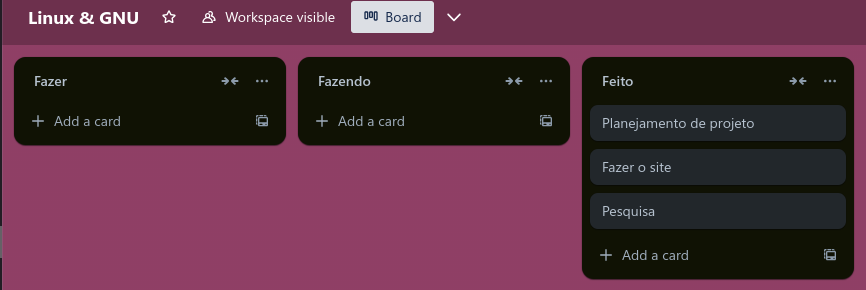 Linux & GNU
Workspace visible
Board
Fazer
Add a card
Fazendo
Add a card
Feito
Planejamento de projeto
Fazer o site
Pesquisa
Add a card